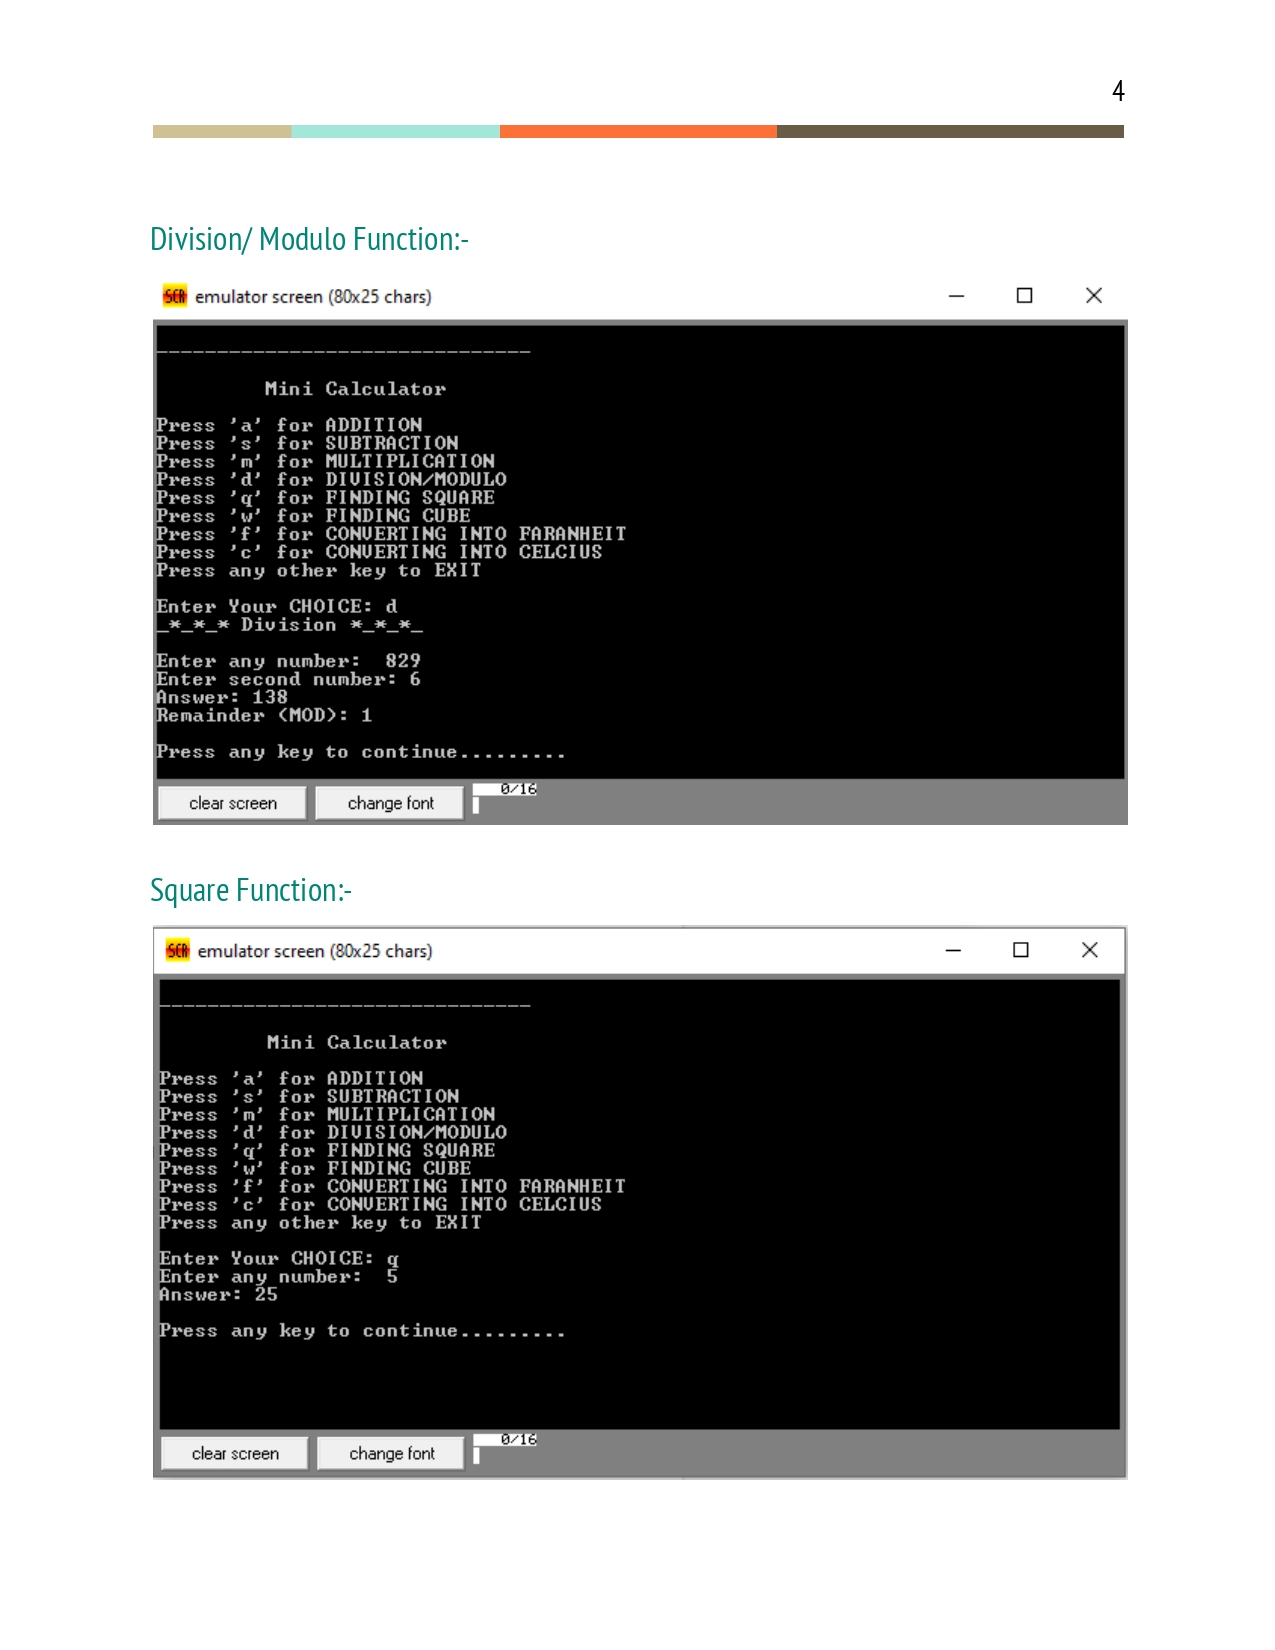 4
Division/ Modulo Function:-
SCR emulator screen (80x25 chars)
_______________________________
Mini Calculator
Press 'a' for ADDITION
Press 's' for SUBTRACTION
Press 'm' for MULTIPLICATION
Press 'd' for DIVISION/MODULO
Press 'q' for FINDING SQUARE
Press 'w' for FINDING CUBE
Press 'f' for CONVERTING INTO FARANHEIT
Press 'c' for CONVERTING INTO CELCIUS
Press any other key to EXIT
Enter Your CHOICE: d
_*_*_* Division *_*_*_
Enter any number:  829
Enter second number: 6
Answer: 138
Remainder (MOD): 1
Press any key to continue.........
clear screen change font 0/16
Square Function:-
SCR emulator screen (80x25 chars)
_______________________________
Mini Calculator
Press 'a' for ADDITION
Press 's' for SUBTRACTION
Press 'm' for MULTIPLICATION
Press 'd' for DIVISION/MODULO
Press 'q' for FINDING SQUARE
Press 'w' for FINDING CUBE
Press 'f' for CONVERTING INTO FARANHEIT
Press 'c' for CONVERTING INTO CELCIUS
Press any other key to EXIT
Enter Your CHOICE: q
Enter any number:  5
Answer: 25
Press any key to continue.........
clear screen change font 0/16